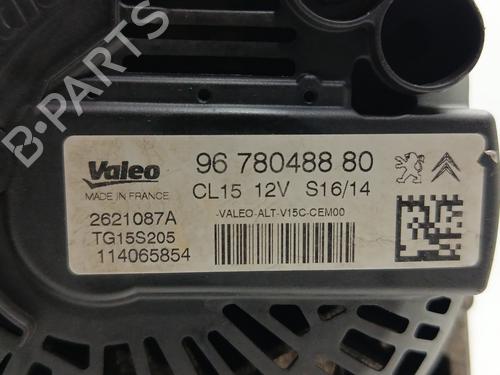 B-PARTS
Valeo
MADE IN FRANCE
96 780488 80
CL15 12V S16/14
2621087A
-VALEO-ALT-V15C-CEM00
TG15S205
114065854